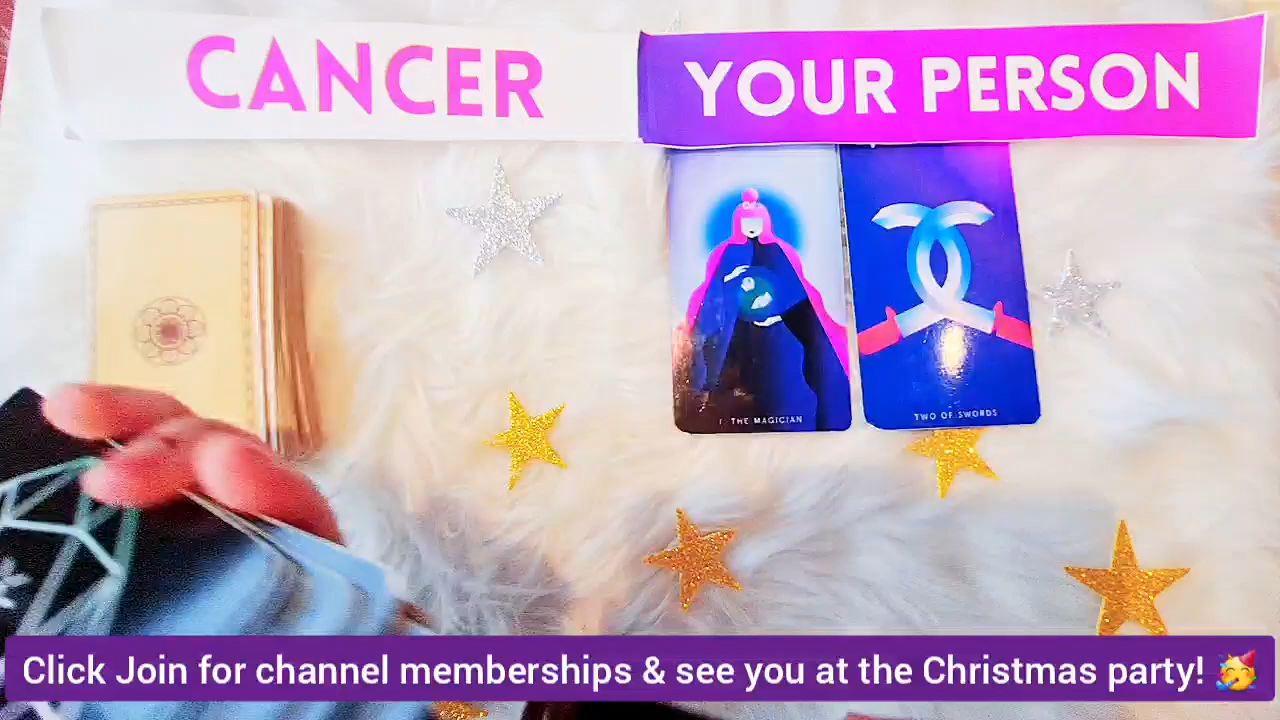 CANCER
YOUR PERSON
I. THE MAGICIAN
TWO OF SWORDS
Click Join for channel memberships & see you at the Christmas party! 🥳